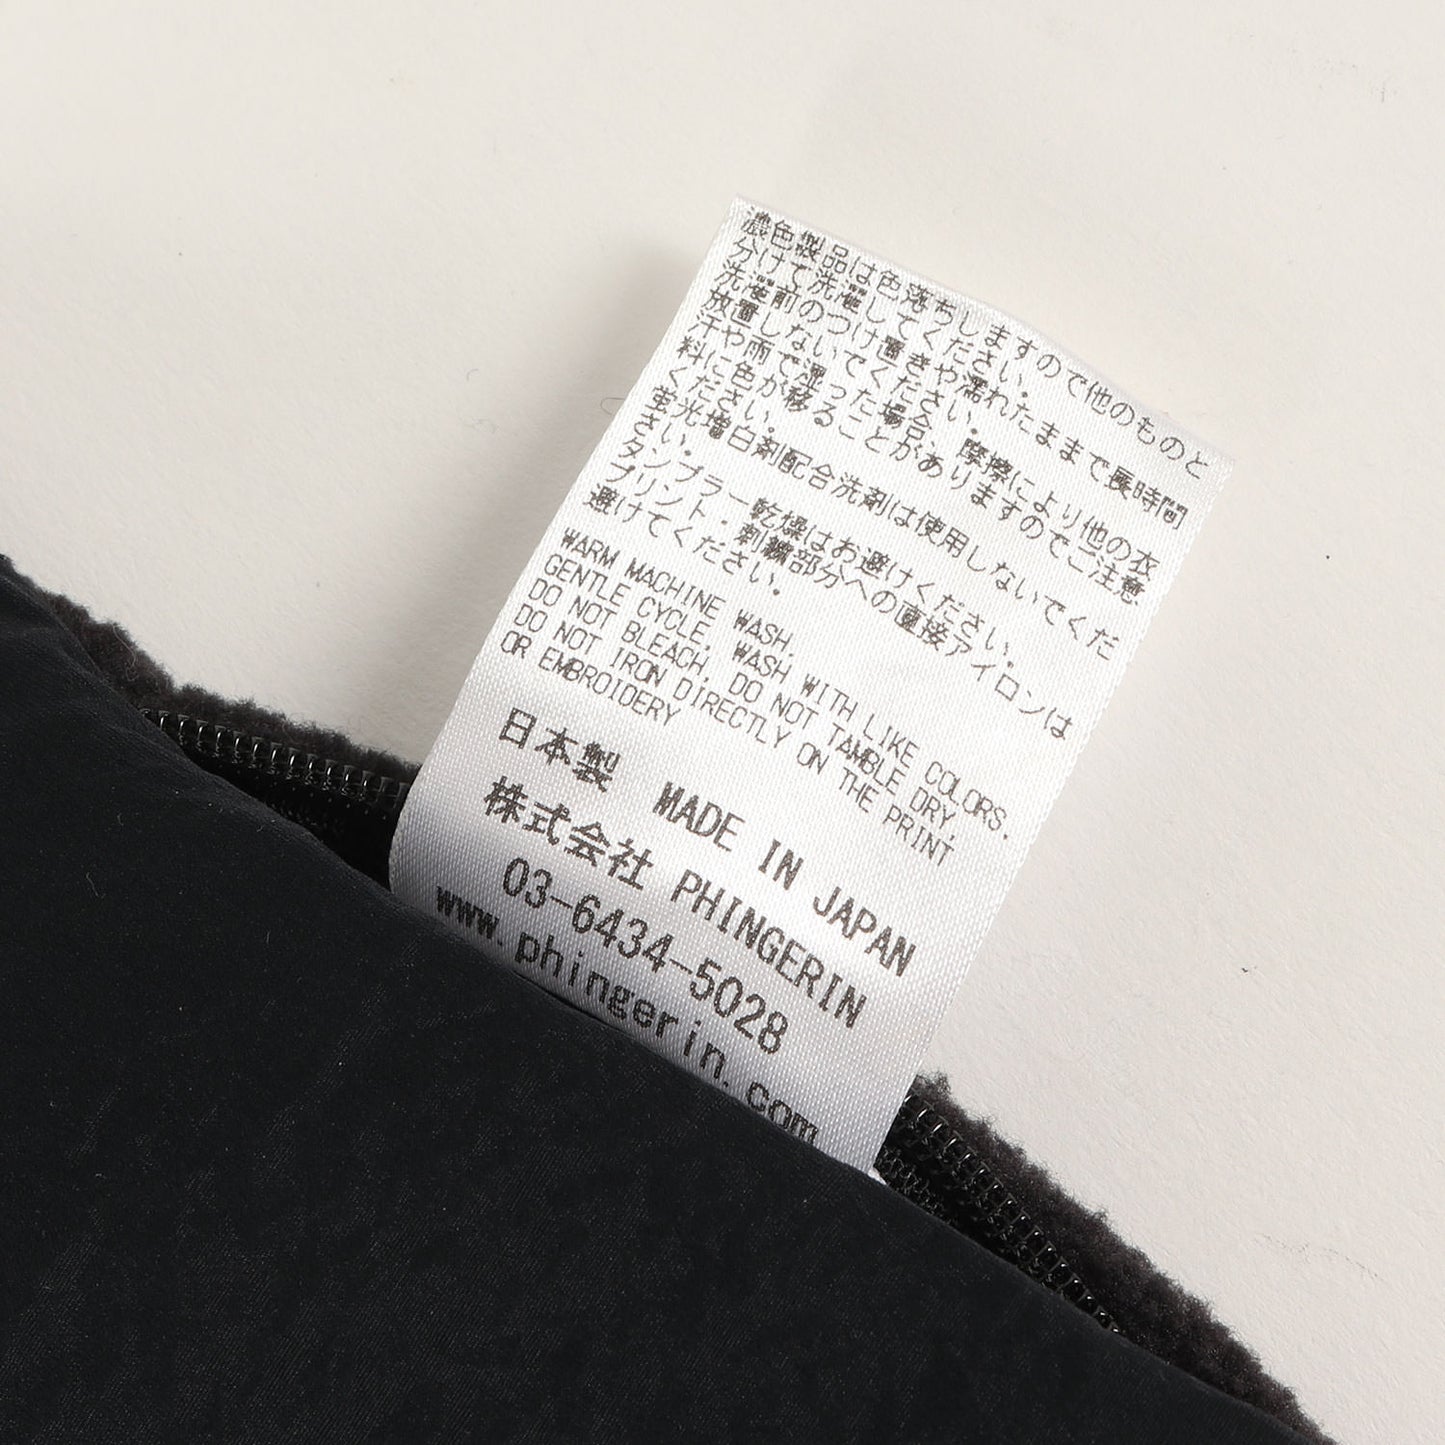 濃色製品は色落ちしますので他のものと
分けて洗濯してください。
洗濯前のつけ置きや濡れたままで長時間
放置しないでください。
汗や雨で湿った場合、摩擦により他の衣
料に色が移ることがありますのでご注意
ください。
蛍光増白剤配合洗剤は使用しないでくだ
さい。
タンブラー乾燥はお避けください。
プリント・刺繍部分への直接アイロンは
避けてください。
WARM MACHINE WASH,
GENTLE CYCLE, WASH WITH LIKE COLORS.
DO NOT BLEACH, DO NOT TAMBLE DRY,
DO NOT IRON DIRECTLY ON THE PRINT
OR EMBROIDERY
日本製 MADE IN JAPAN
株式会社 PHINGERIN
03-6434-5028
www.phingerin.com